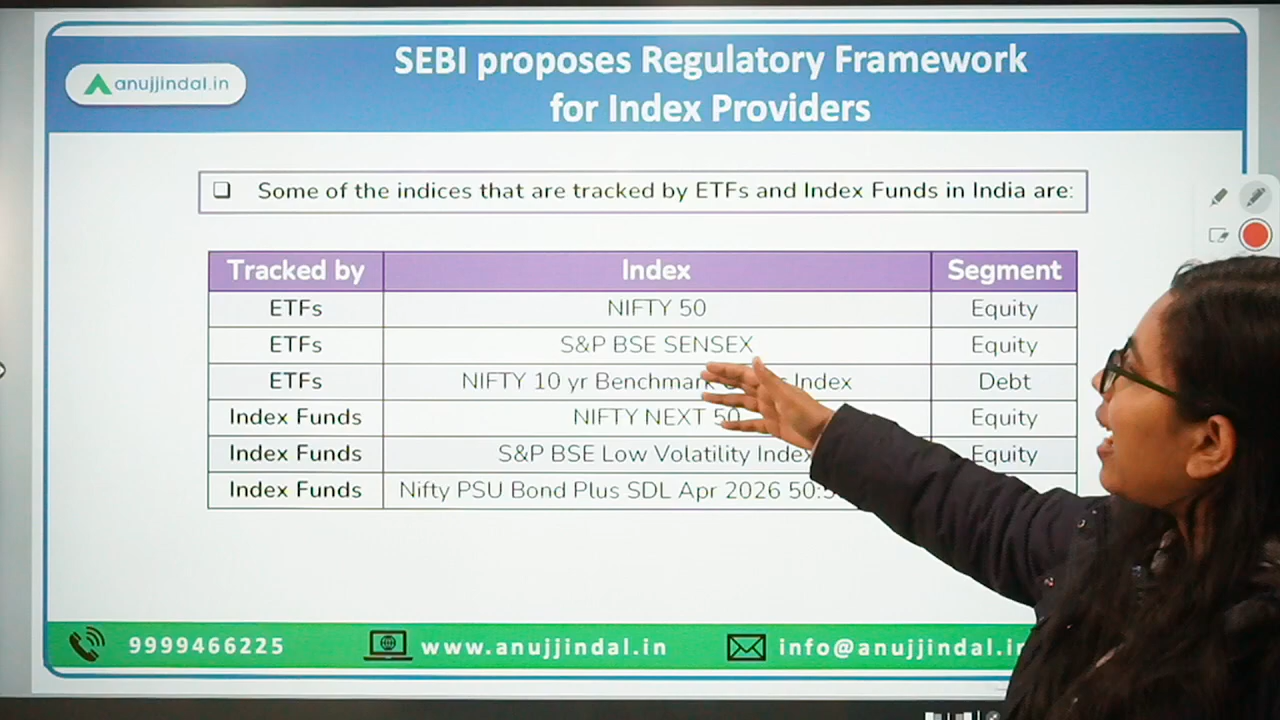 SEBI proposes Regulatory Framework
for Index Providers
anujjindal.in
Some of the indices that are tracked by ETFs and Index Funds in India are:
Tracked by Index Segment
ETFs NIFTY 50 Equity
ETFs S&P BSE SENSEX Equity
ETFs NIFTY 10 yr Benchmark Index Debt
Index Funds NIFTY NEXT 50 Equity
Index Funds S&P BSE Low Volatility Index Equity
Index Funds Nifty PSU Bond Plus SDL Apr 2026
9999466225 www.anujjindal.in info@anujjindal.in